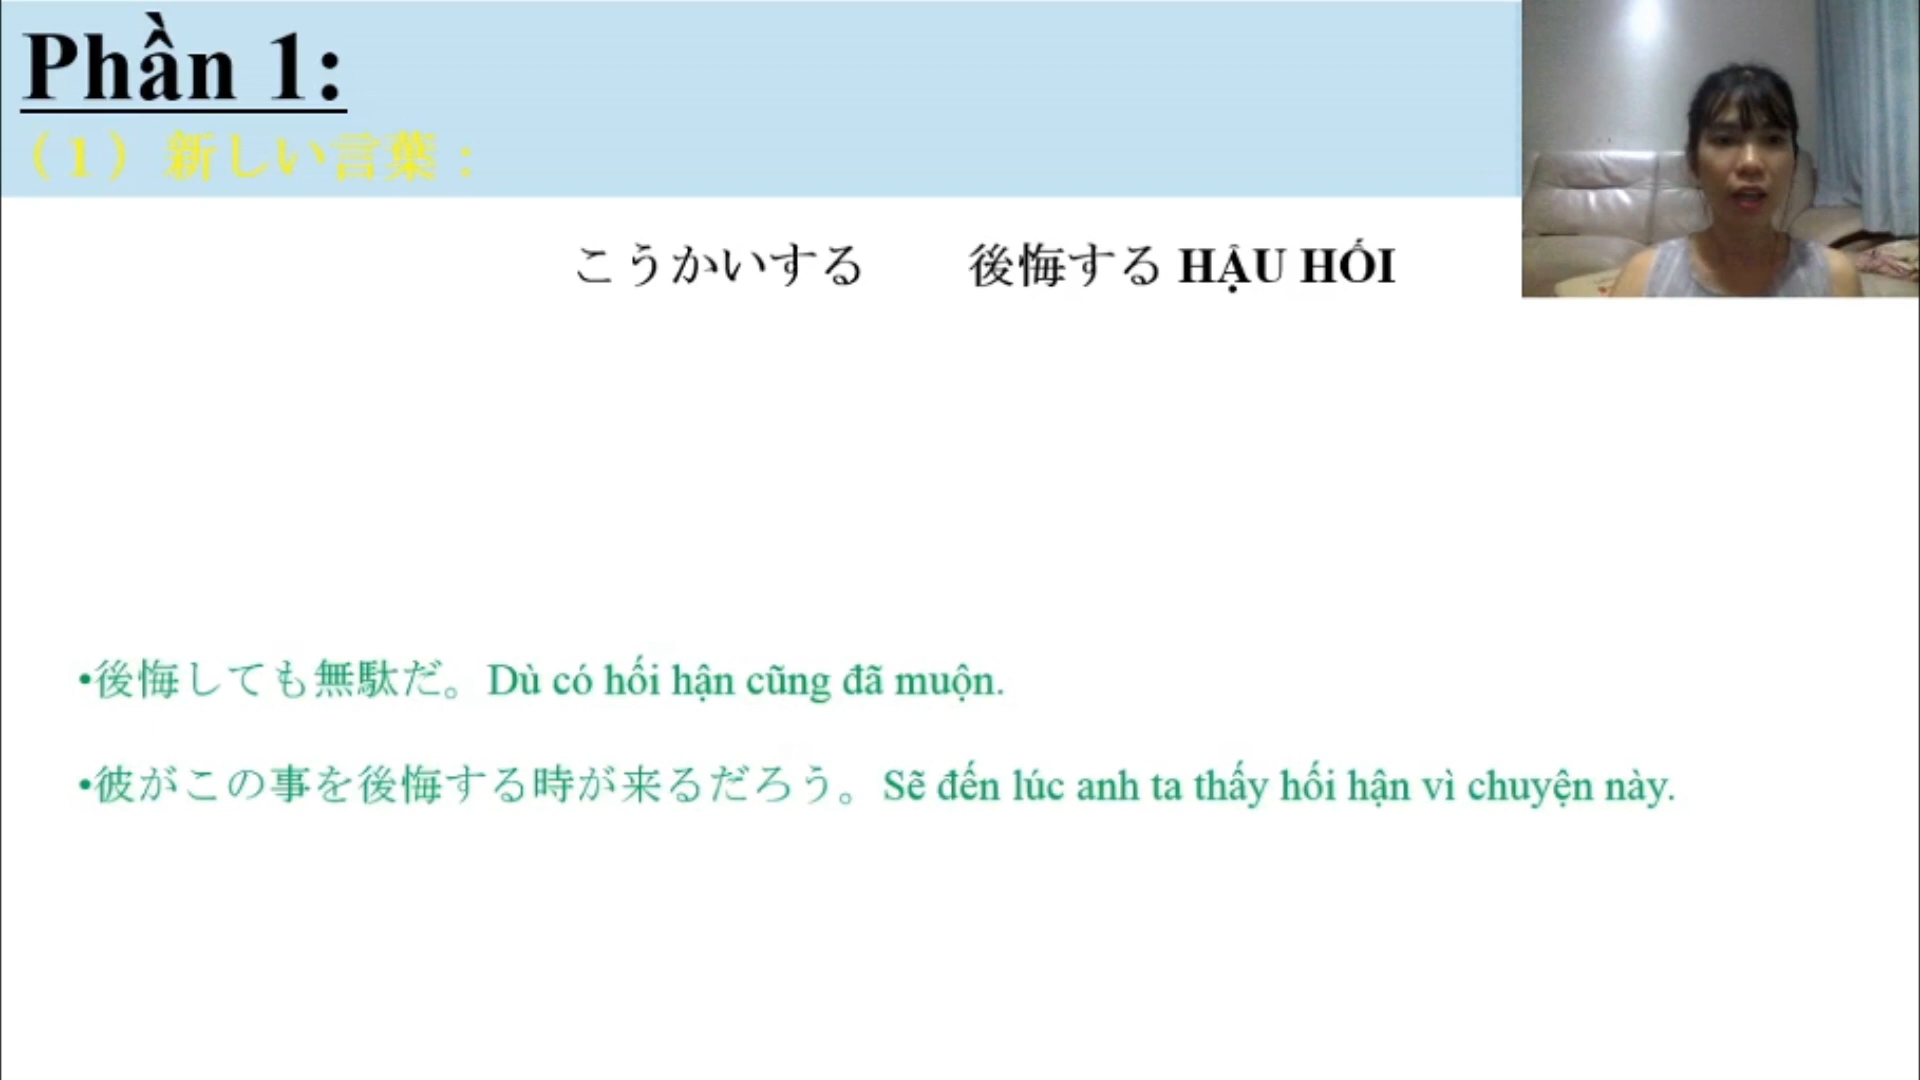 Phần 1:
（1）新しい言葉：
こうかいする　　後悔する HẬU HỐI
•後悔しても無駄だ。Dù có hối hận cũng đã muộn.
•彼がこの事を後悔する時が来るだろう。Sẽ đến lúc anh ta thấy hối hận vì chuyện này.